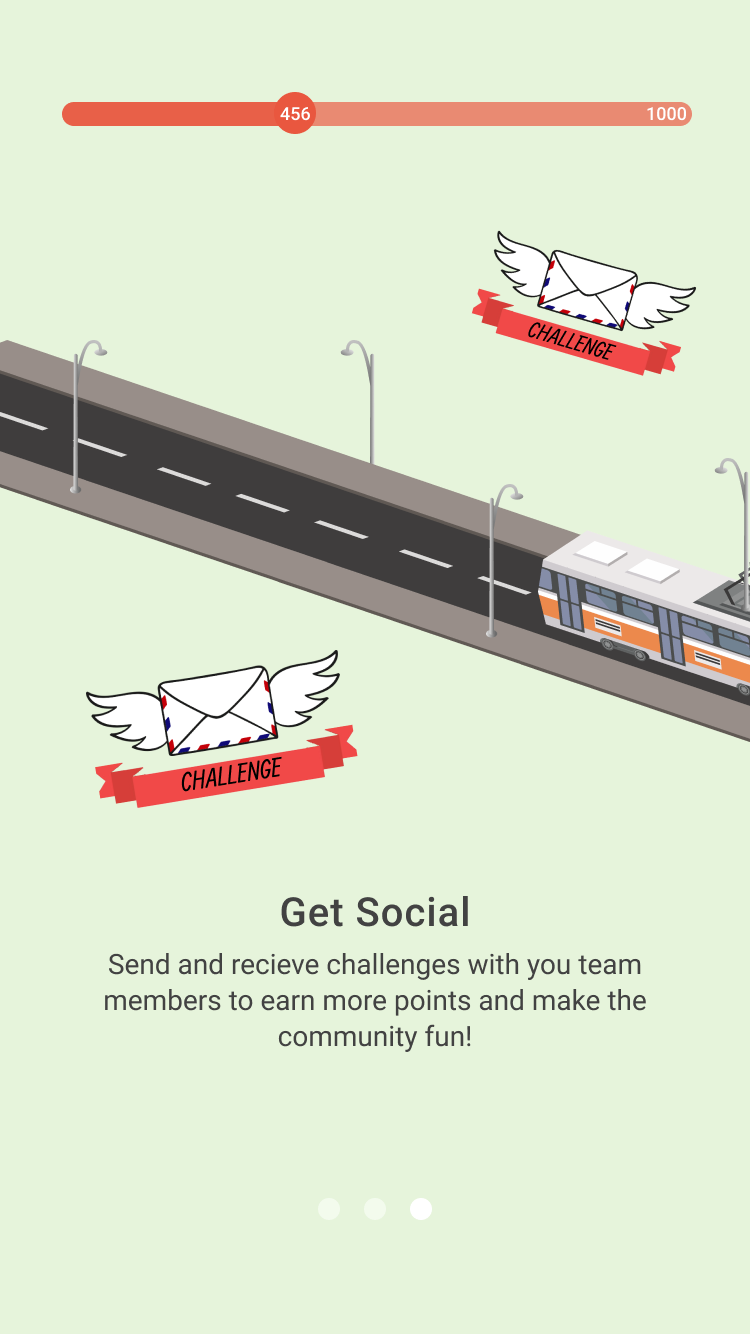 456
1000
CHALLENGE
CHALLENGE
Get Social
Send and recieve challenges with you team
members to earn more points and make the
community fun!